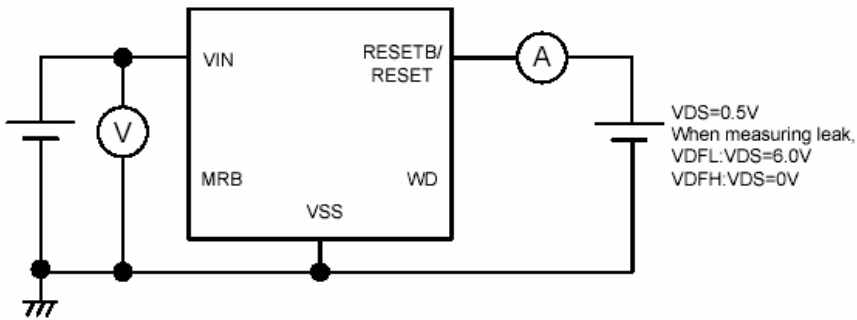 VIN
RESETB/
RESET
A
V
MRB
WD
VSS
VDS=0.5V
When measuring leak,
VDFL:VDS=6.0V
VDFH:VDS=0V